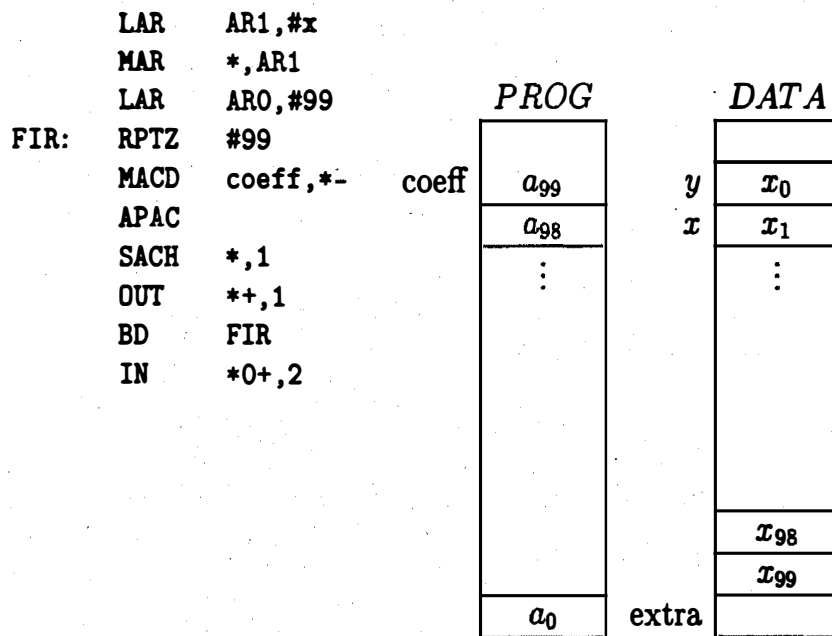 LAR AR1,#x
MAR *,AR1
LAR AR0,#99
FIR: RPTZ #99
MACD coeff,*-
APAC
SACH *,1
OUT *+,1
BD FIR
IN *0+,2
PROG
coeff a99
a98
⋮
a0
DATA
y x0
x x1
⋮
x98
x99
extra